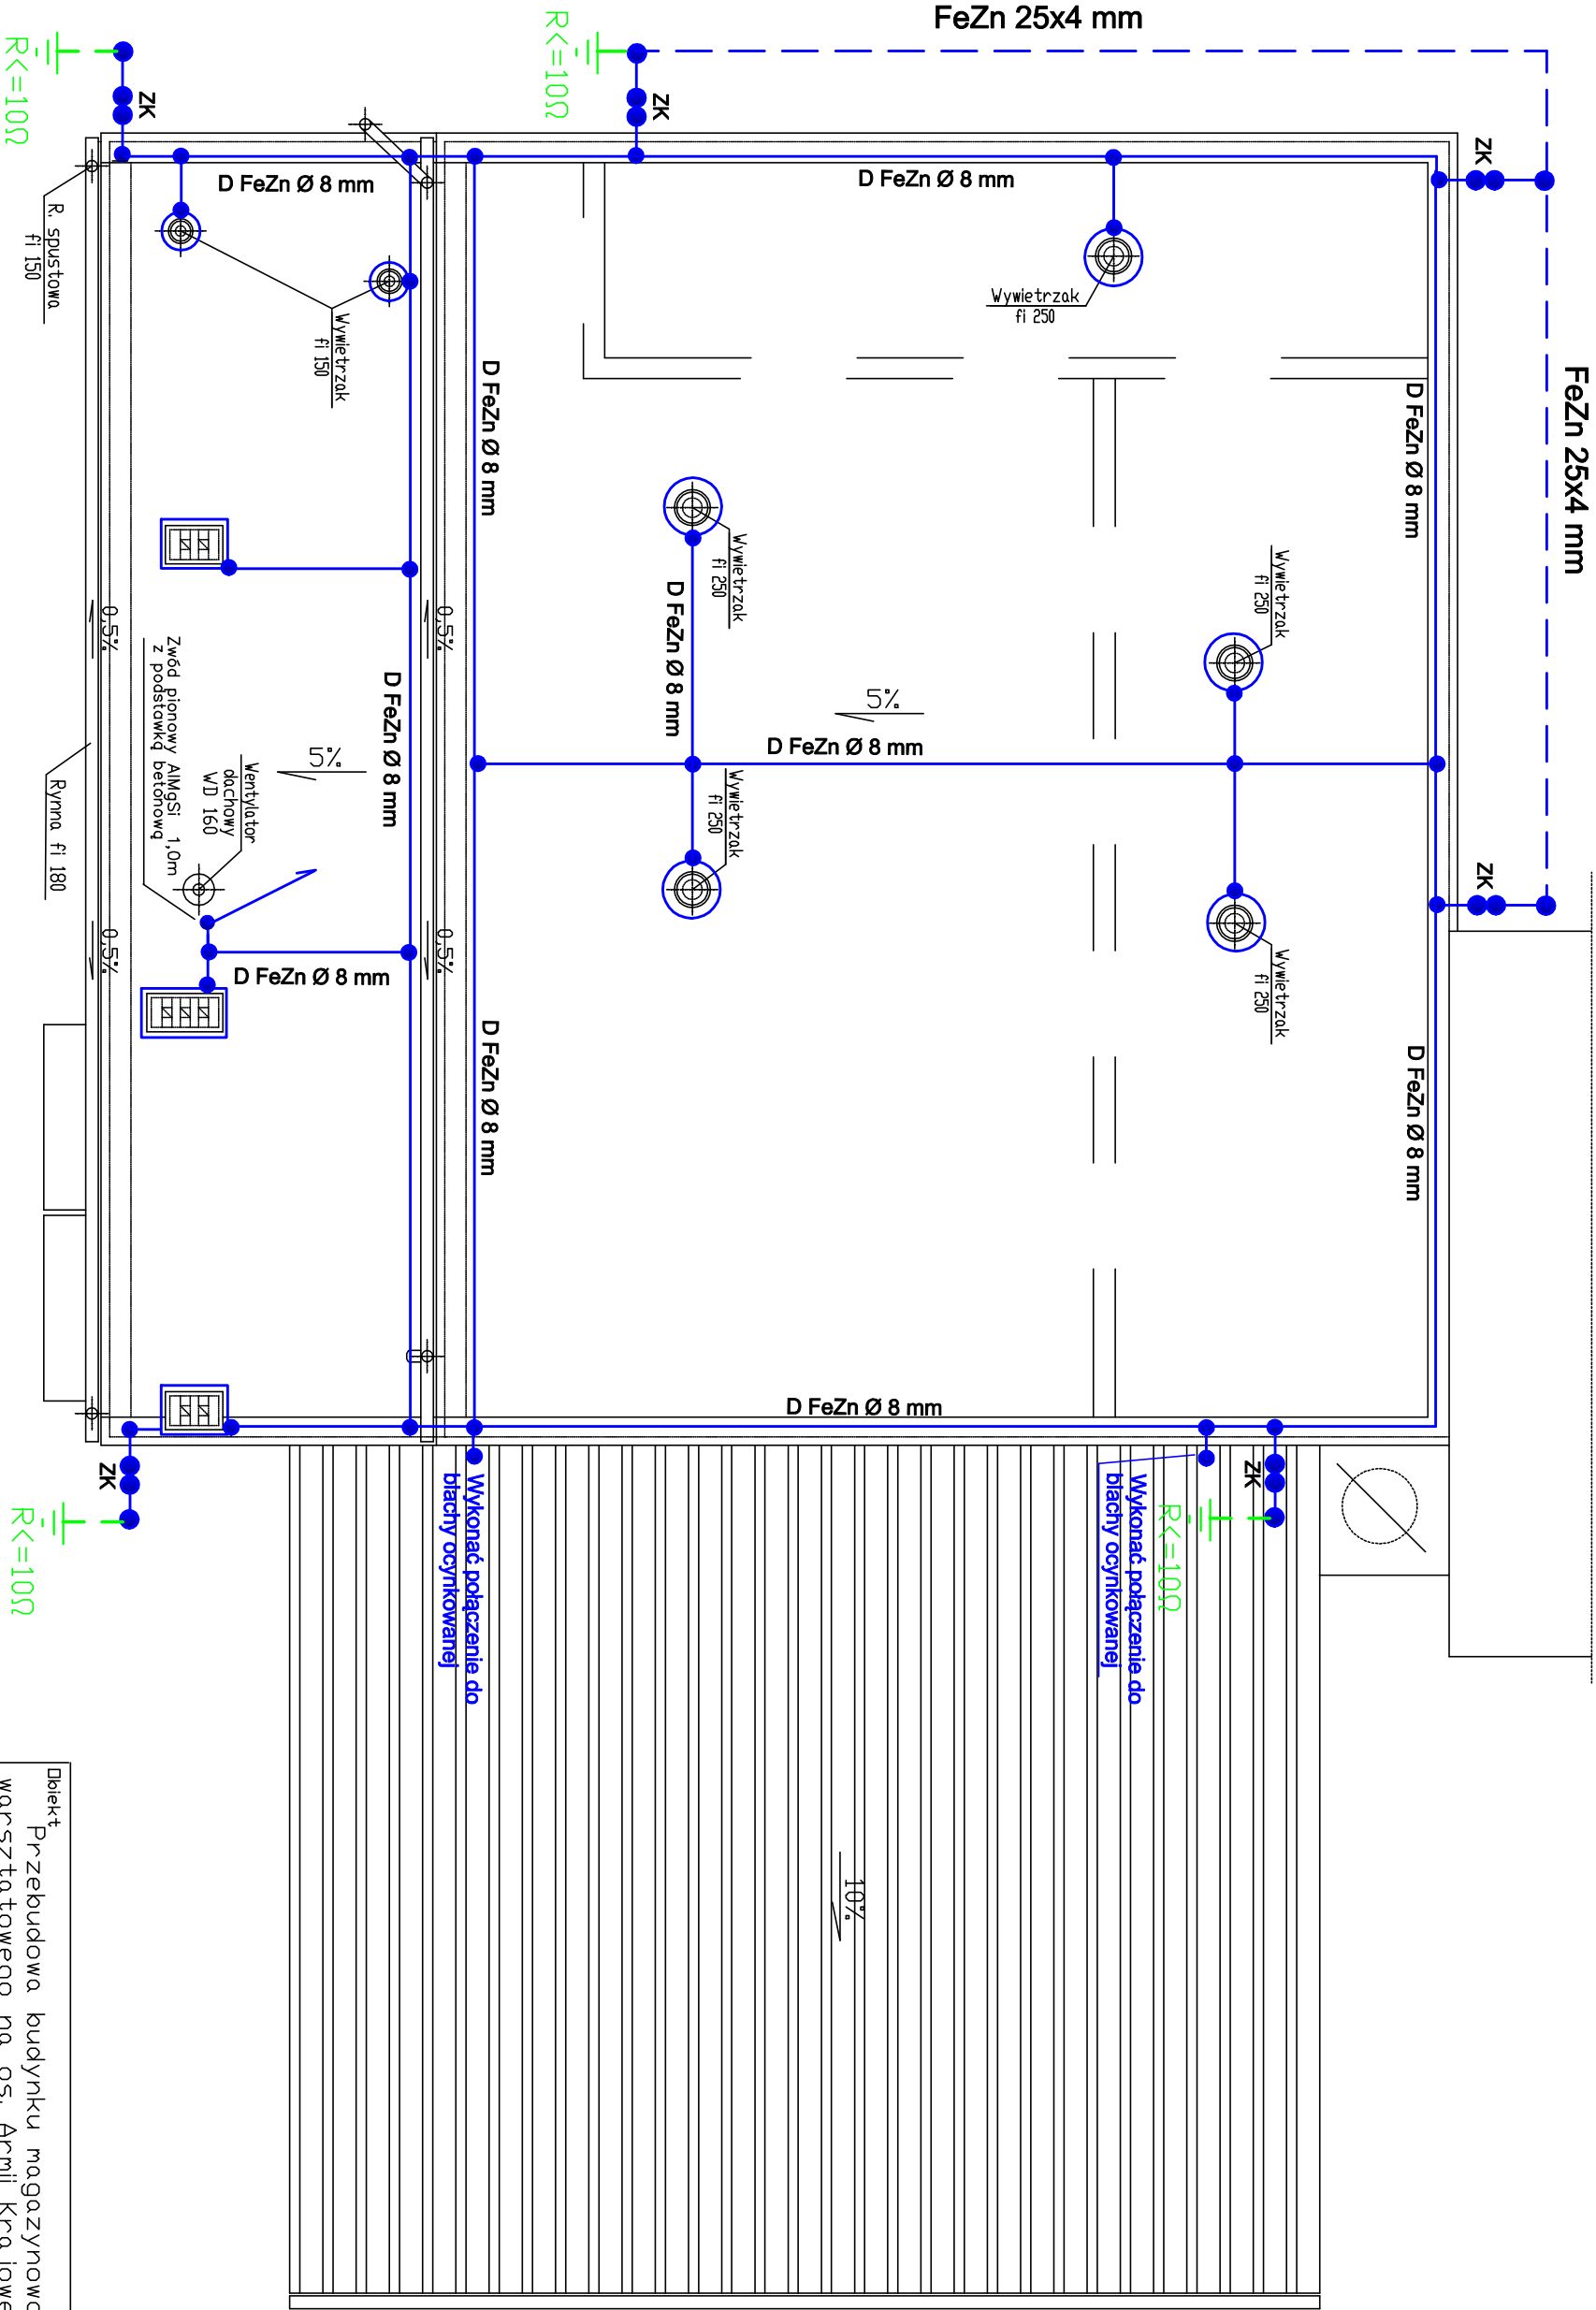 FeZn 25x4 mm
FeZn 25x4 mm
R<=10Ω
R<=10Ω
ZK
ZK
ZK
D FeZn Ø 8 mm
D FeZn Ø 8 mm
R. spustowa
fi 150
Wywietrzak
fi 150
Wywietrzak
fi 250
D FeZn Ø 8 mm
D FeZn Ø 8 mm
Wywietrzak
fi 250
Wywietrzak
fi 250
D FeZn Ø 8 mm
0,5%
0,5%
D FeZn Ø 8 mm
5%
D FeZn Ø 8 mm
5%
Zwód pionowy AlMgSi 1,0m
z podstawką betonową
Wentylator
dachowy
WD 160
Rynna fi 180
Wywietrzak
fi 250
ZK
Wywietrzak
fi 250
0,5%
0,5%
D FeZn Ø 8 mm
D FeZn Ø 8 mm
D FeZn Ø 8 mm
D FeZn Ø 8 mm
ZK
ZK
R<=10Ω
R<=10Ω
Wykonać połączenie do
blachy ocynkowanej
Wykonać połączenie do
blachy ocynkowanej
10%
Obiekt
Przebudowa budynku magazynowo
warsztatowego na os. Armii Krajowe